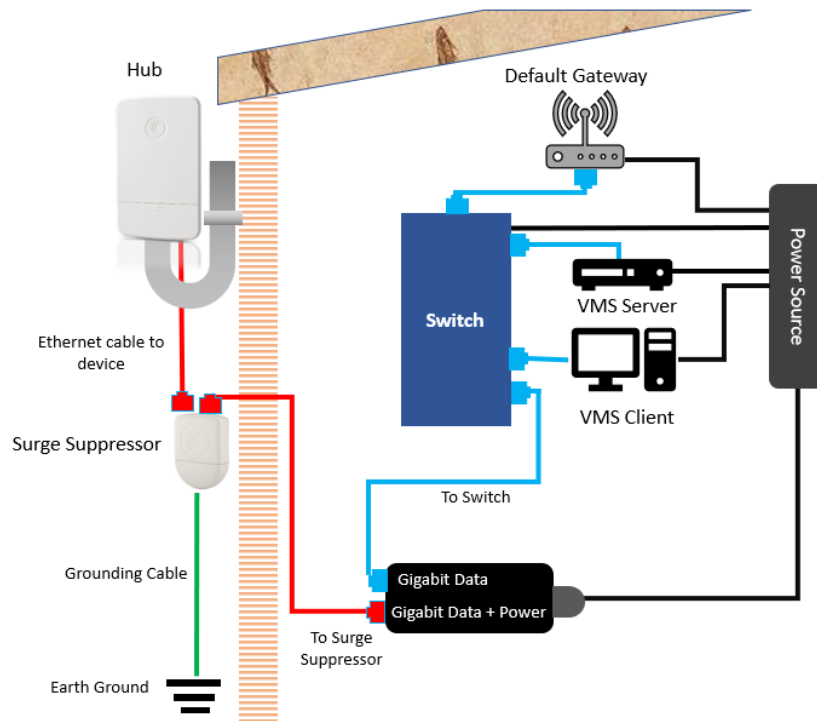 Hub
Default Gateway
Power Source
VMS Server
Switch
Ethernet cable to
device
VMS Client
Surge Suppressor
To Switch
Grounding Cable
Gigabit Data
Gigabit Data + Power
To Surge
Suppressor
Earth Ground